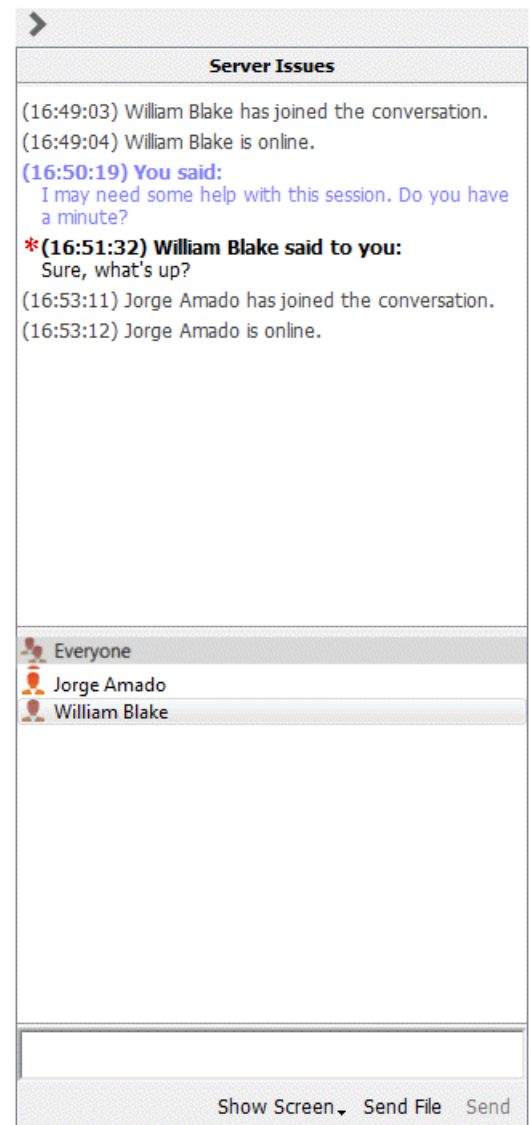 Server Issues
(16:49:03) William Blake has joined the conversation.
(16:49:04) William Blake is online.
(16:50:19) You said:
I may need some help with this session. Do you have
a minute?
*(16:51:32) William Blake said to you:
Sure, what's up?
(16:53:11) Jorge Amado has joined the conversation.
(16:53:12) Jorge Amado is online.
Everyone
Jorge Amado
William Blake
Show Screen Send File Send